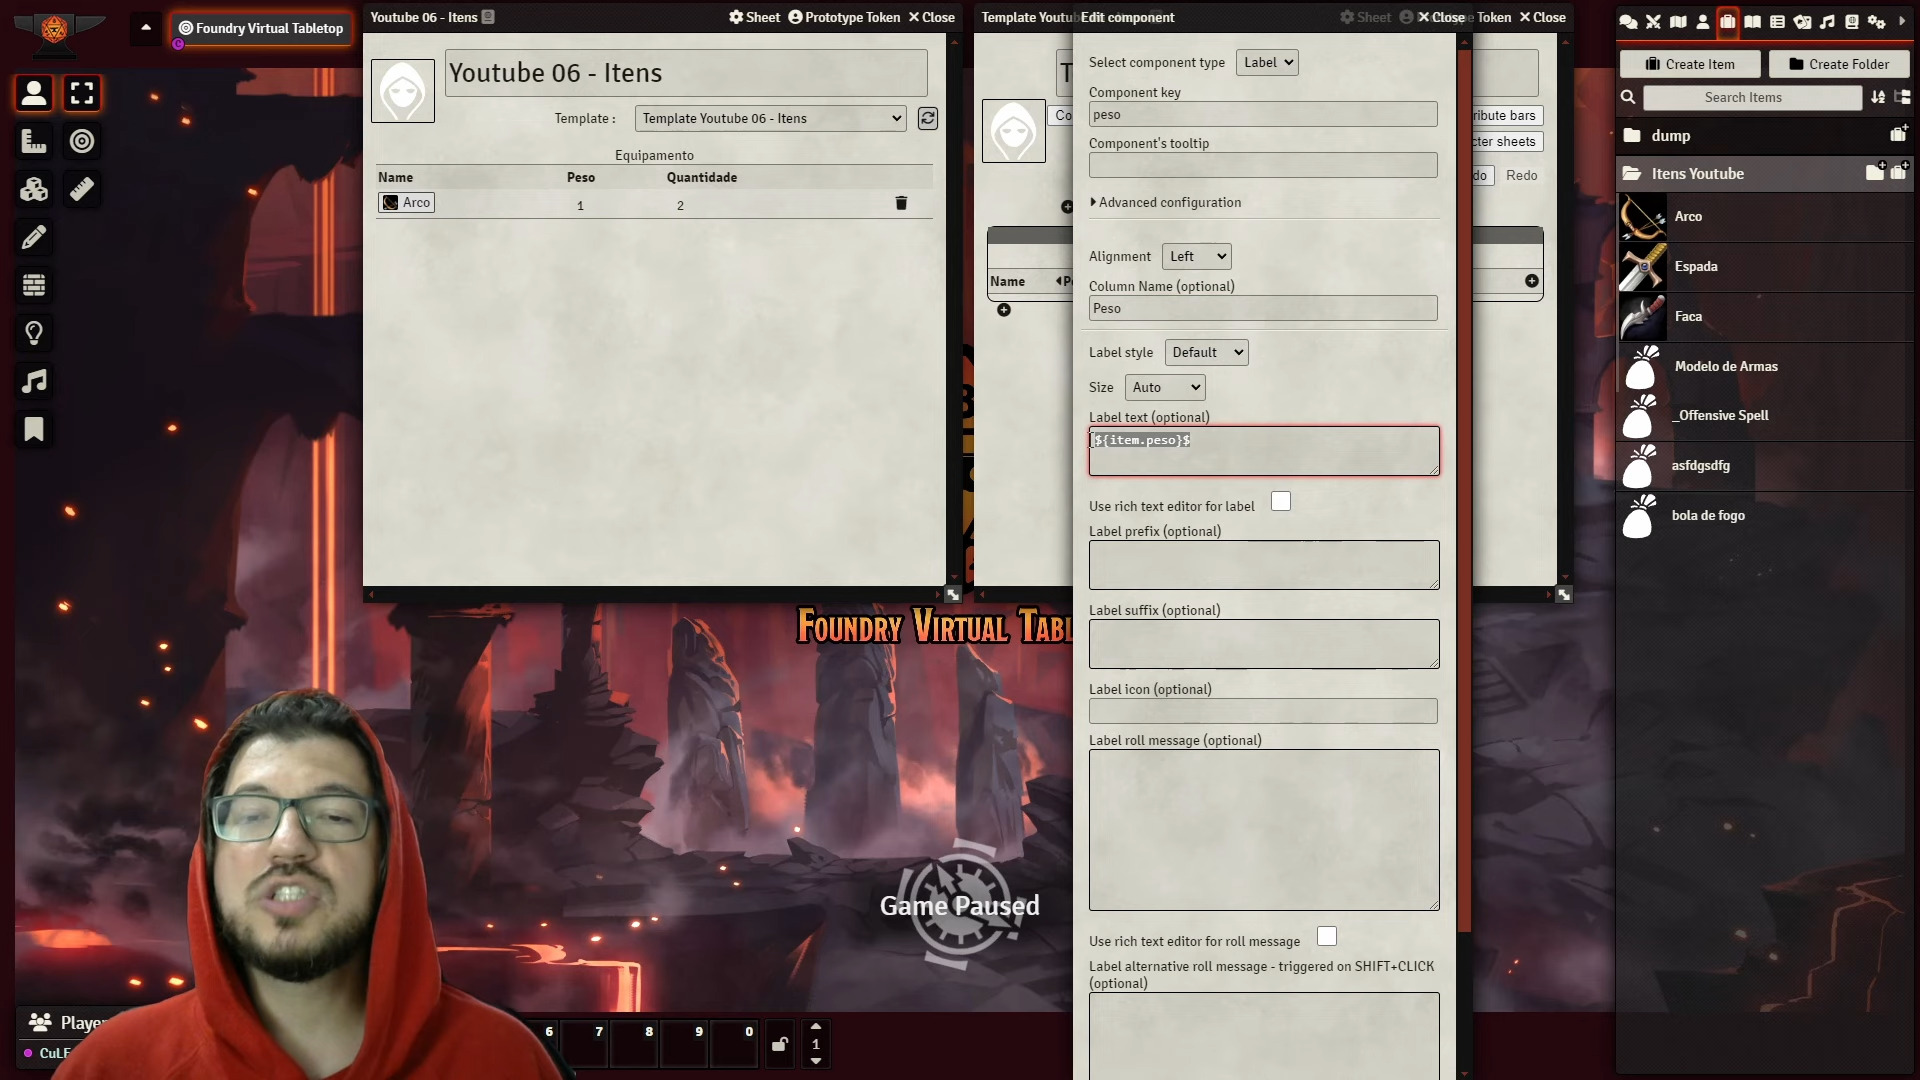 Foundry Virtual Tabletop
C
Youtube 06 - Itens
Sheet
Prototype Token
Close
Youtube 06 - Itens
Template :
Template Youtube 06 - Itens
Equipamento
Name
Peso
Quantidade
Arco
1
2
Template Youtu
Token
Close
T
Co
ribute bars
cter sheets
do
Redo
Name
Edit component
Sheet
Close
Select component type
Label
Component key
peso
Component's tooltip
Advanced configuration
Alignment
Left
Column Name (optional)
Peso
Label style
Default
Size
Auto
Label text (optional)
${item.peso}$
Use rich text editor for label
Label prefix (optional)
Label suffix (optional)
Label icon (optional)
Label roll message (optional)
Use rich text editor for roll message
Label alternative roll message - triggered on SHIFT+CLICK
(optional)
Create Item
Create Folder
Search Items
dump
Itens Youtube
Arco
Espada
Faca
Modelo de Armas
_Offensive Spell
asfdgsdfg
bola de fogo
Foundry Virtual Tabl
Game Paused
Player
CuLE
6
7
8
9
0
1